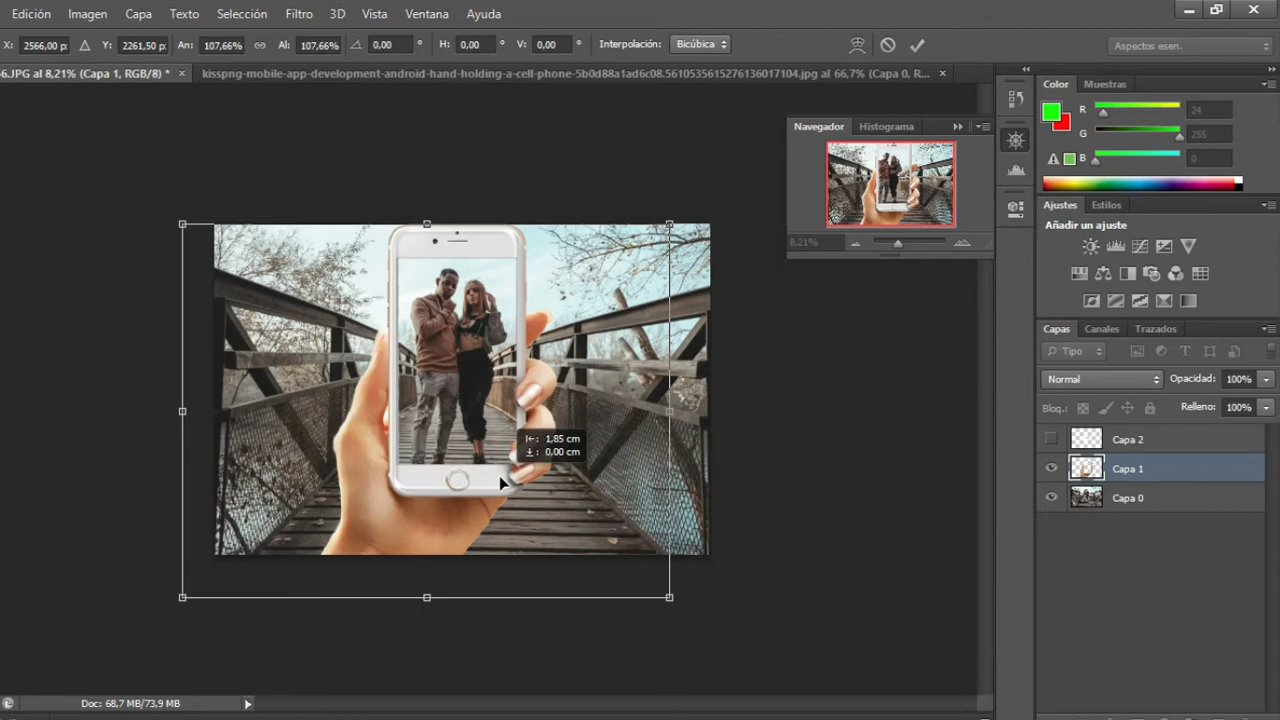 Edición Imagen Capa Texto Selección Filtro 3D Vista Ventana Ayuda
X: 2566,00 px Y: 2261,50 px An: 107,66% Al: 107,66% 0,00 ° H: 0,00 ° V: 0,00 ° Interpolación: Bicúbica Aspectos esen.
6.JPG al 8,21% (Capa 1, RGB/8) * × kisspng-mobile-app-development-android-hand-holding-a-cell-phone-5b0d88a1ad6c08.5610535615276136017104.jpg al 66,7% (Capa 0, R... ×
Color Muestras
R 24
G 255
B 0
Navegador Histograma
8,21%
Ajustes Estilos
Añadir un ajuste
Capas Canales Trazados
Tipo
Normal Opacidad: 100%
Bloq.: Relleno: 100%
Capa 2
Capa 1
Capa 0
1,85 cm
0,00 cm
Doc: 68,7 MB/73,9 MB